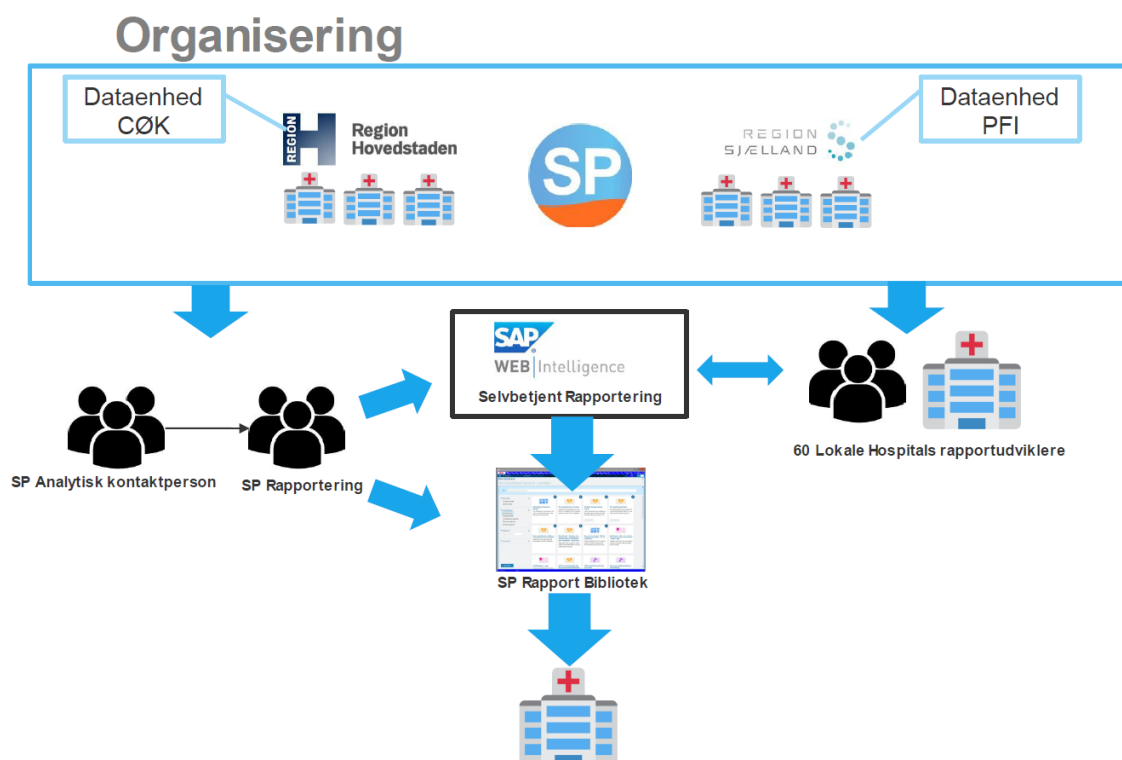 Organisering
Dataenhed
CØK
REGION
H
Region
Hovedstaden
SP
REGION
SJÆLLAND
Dataenhed
PFI
SAP
WEB Intelligence
Selvbetjent Rapportering
SP Analytisk kontaktperson
SP Rapportering
60 Lokale Hospitals rapportudviklere
SP Rapport Bibliotek